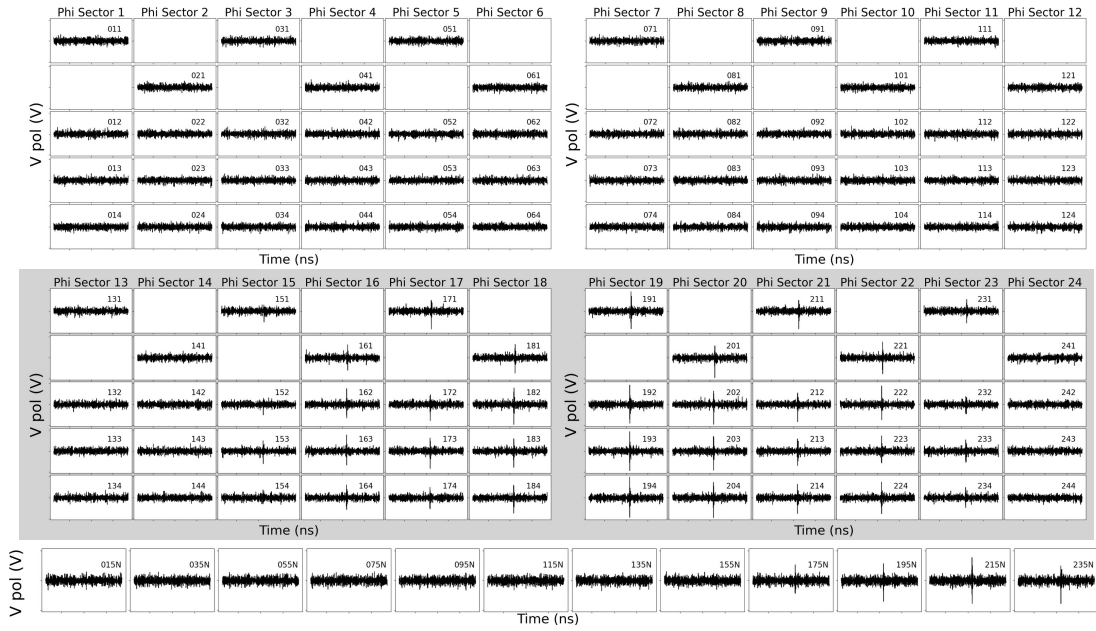 Phi Sector 1 Phi Sector 2 Phi Sector 3 Phi Sector 4 Phi Sector 5 Phi Sector 6 Phi Sector 7 Phi Sector 8 Phi Sector 9 Phi Sector 10 Phi Sector 11 Phi Sector 12
011 031 051 071 091 111
021 041 061 081 101 121
V pol (V) V pol (V)
012 022 032 042 052 062 072 082 092 102 112 122
013 023 033 043 053 063 073 083 093 103 113 123
014 024 034 044 054 064 074 084 094 104 114 124
Time (ns) Time (ns)
Phi Sector 13 Phi Sector 14 Phi Sector 15 Phi Sector 16 Phi Sector 17 Phi Sector 18 Phi Sector 19 Phi Sector 20 Phi Sector 21 Phi Sector 22 Phi Sector 23 Phi Sector 24
131 151 171 191 211 231
141 161 181 201 221 241
V pol (V) V pol (V)
132 142 152 162 172 182 192 202 212 222 232 242
133 143 153 163 173 183 193 203 213 223 233 243
134 144 154 164 174 184 194 204 214 224 234 244
Time (ns) Time (ns)
V pol (V)
015N 035N 055N 075N 095N 115N 135N 155N 175N 195N 215N 235N
Time (ns)